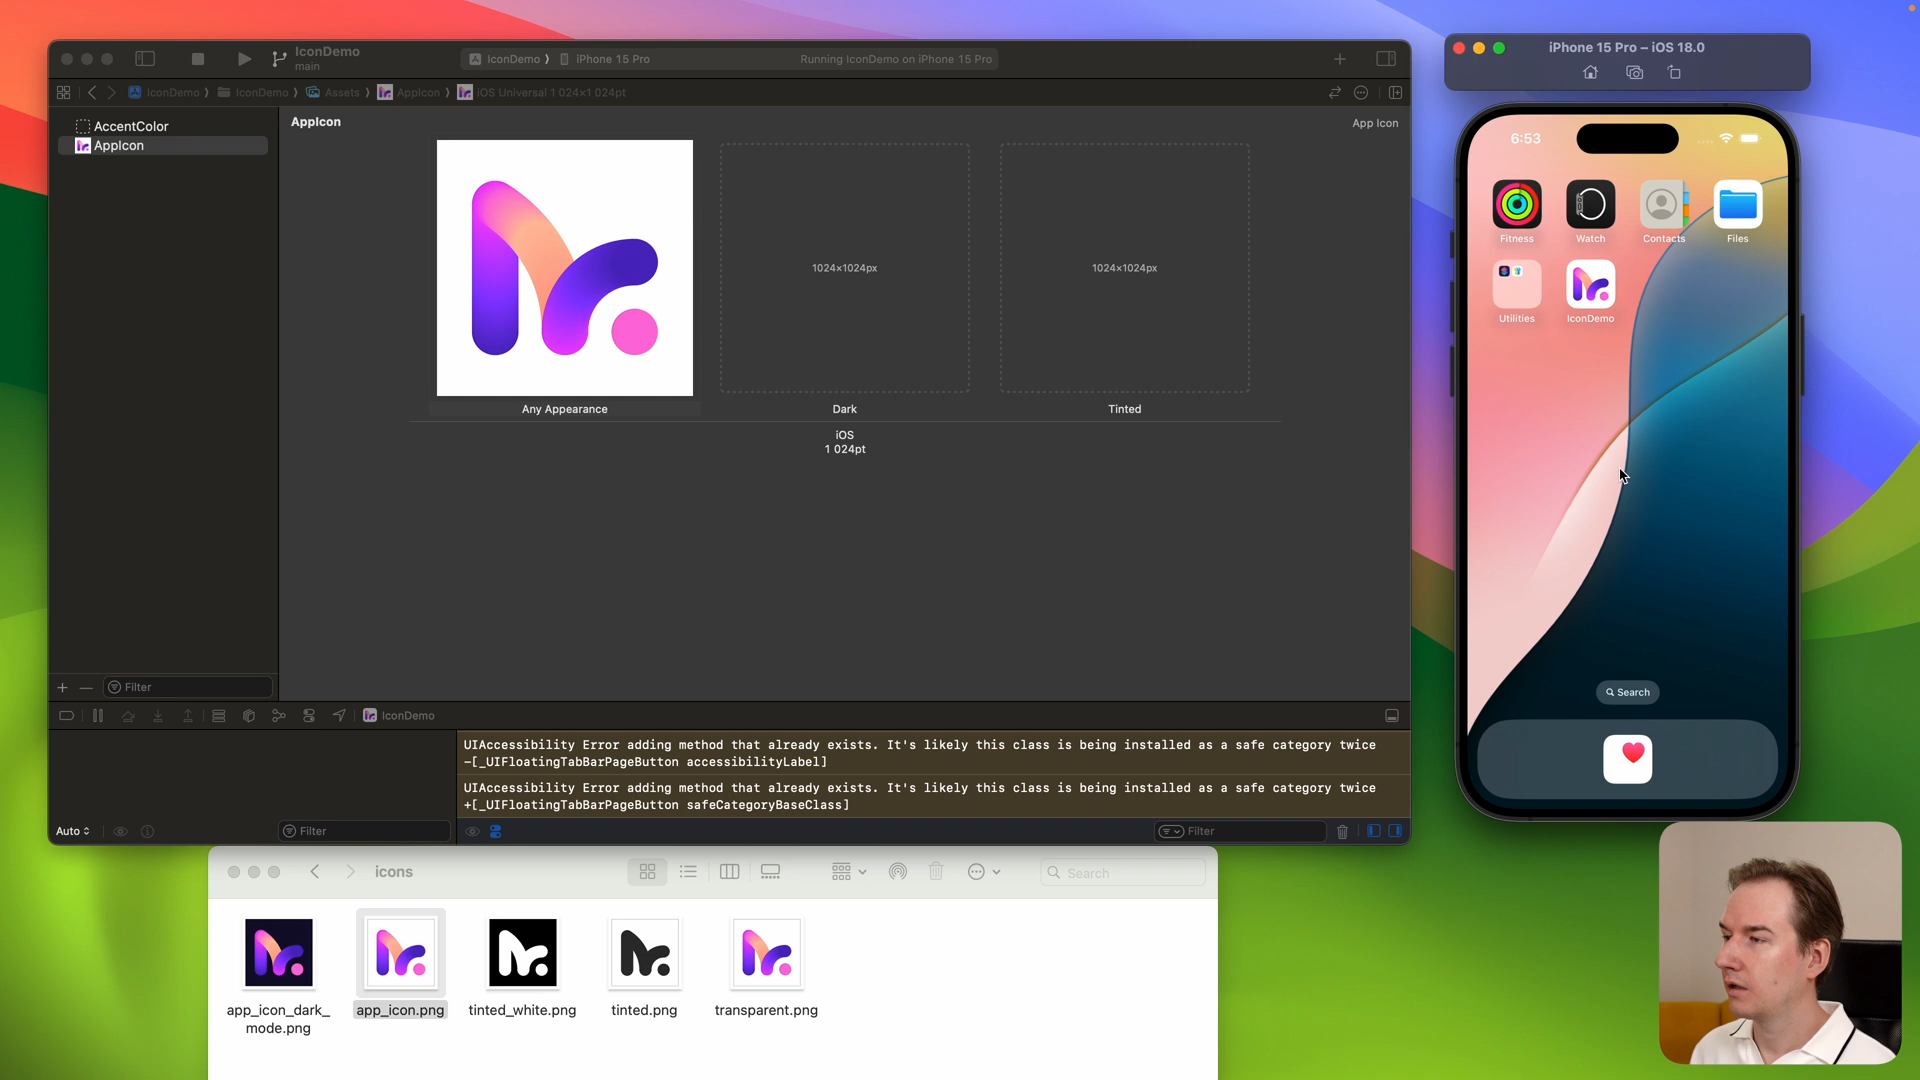 IconDemo
main
IconDemo
iPhone 15 Pro
Running IconDemo on iPhone 15 Pro
IconDemo
IconDemo
Assets
AppIcon
iOS Universal 1 024x1 024pt
AccentColor
AppIcon
AppIcon
App Icon
1024×1024px
1024×1024px
Any Appearance
Dark
Tinted
iOS
1 024pt
Filter
IconDemo
UIAccessibility Error adding method that already exists. It's likely this class is being installed as a safe category twice
-[_UIFloatingTabBarPageButton accessibilityLabel]
UIAccessibility Error adding method that already exists. It's likely this class is being installed as a safe category twice
+[_UIFloatingTabBarPageButton safeCategoryBaseClass]
Auto
Filter
Filter
icons
Search
app_icon_dark_
mode.png
app_icon.png
tinted_white.png
tinted.png
transparent.png
iPhone 15 Pro – iOS 18.0
6:53
Fitness
Watch
Contacts
Files
Utilities
IconDemo
Search